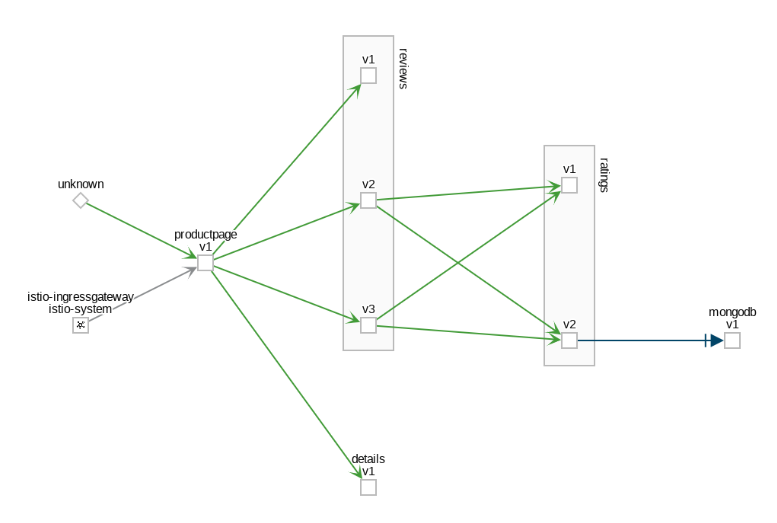 v1
reviews
unknown
v2
v1
ratings
productpage
v1
istio-ingressgateway
istio-system
v3
v2
mongodb
v1
details
v1